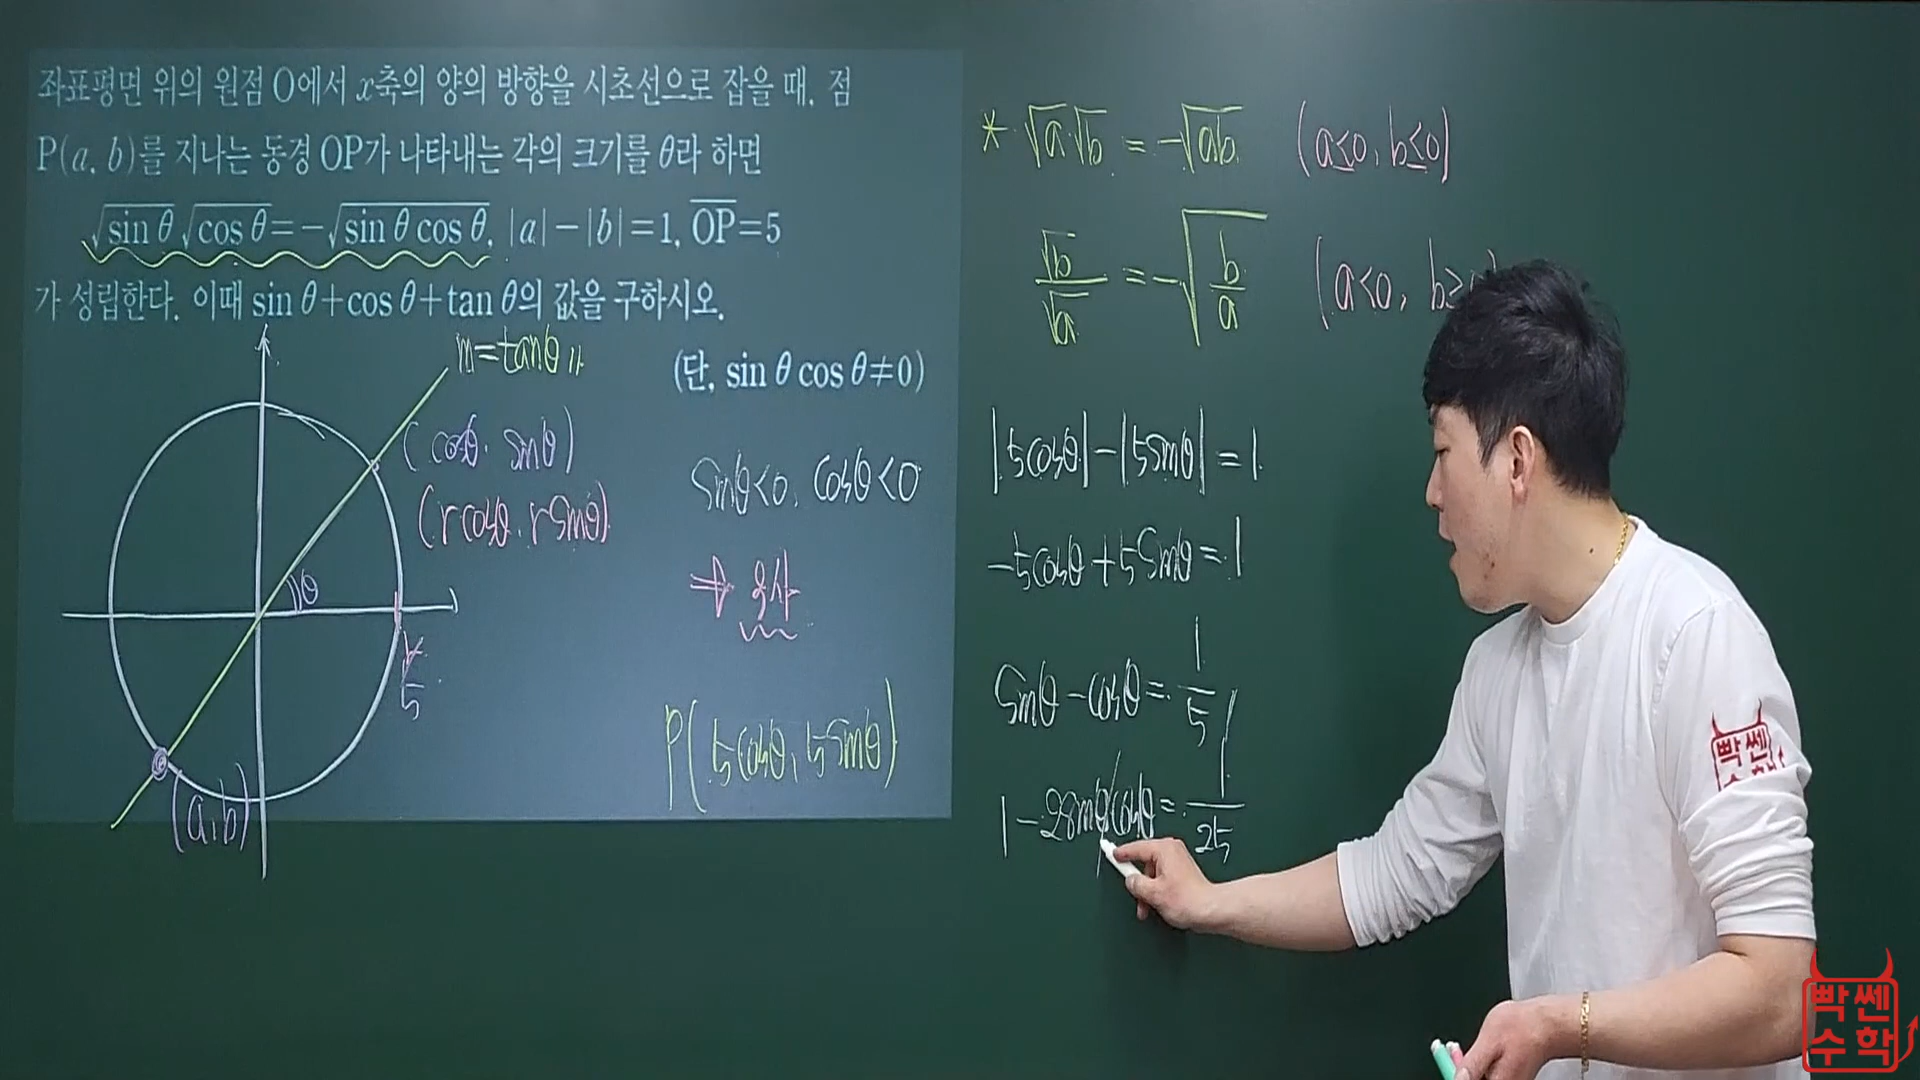 좌표평면 위의 원점 O에서 x축의 양의 방향을 시초선으로 잡을 때, 점
P(a, b)를 지나는 동경 OP가 나타내는 각의 크기를 θ라 하면
√sin θ √cos θ = −√sin θ cos θ, |a|−|b|=1, OP=5
가 성립한다. 이때 sin θ+cos θ+tan θ의 값을 구하시오.
(단, sin θ cos θ≠0)
m=tanθ
(cosθ, sinθ)
(rcosθ, rsinθ)
θ
r
5
(a,b)
sinθ<0, cosθ<0
P(5cosθ, 5sinθ)
* √a√b = −√ab (a≤0, b≤0)
√b/√a = −√(b/a) (a<0, b≥0)
|5cosθ|−|5sinθ|=1
−5cosθ+5sinθ=1
sinθ−cosθ=1/5
1−2sinθcosθ=1/25
빡쎈
빡쎈
수학